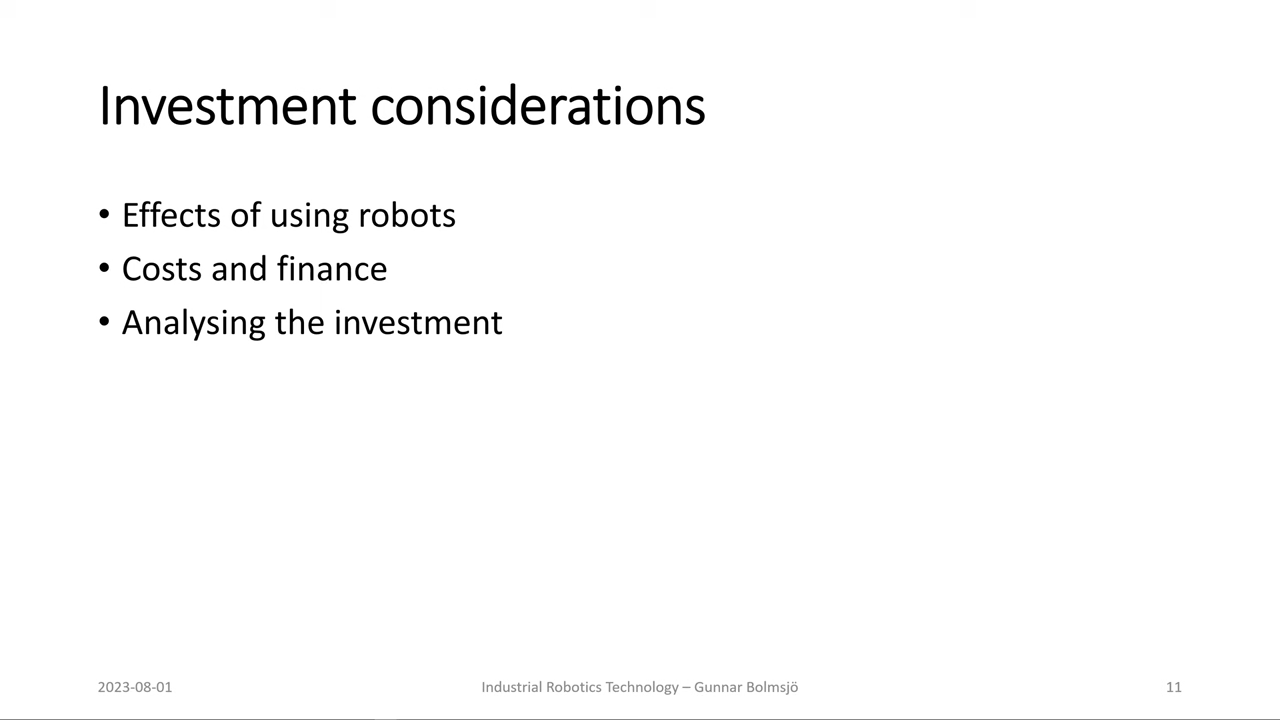 Investment considerations
• Effects of using robots
• Costs and finance
• Analysing the investment
2023-08-01
Industrial Robotics Technology – Gunnar Bolmsjö
11